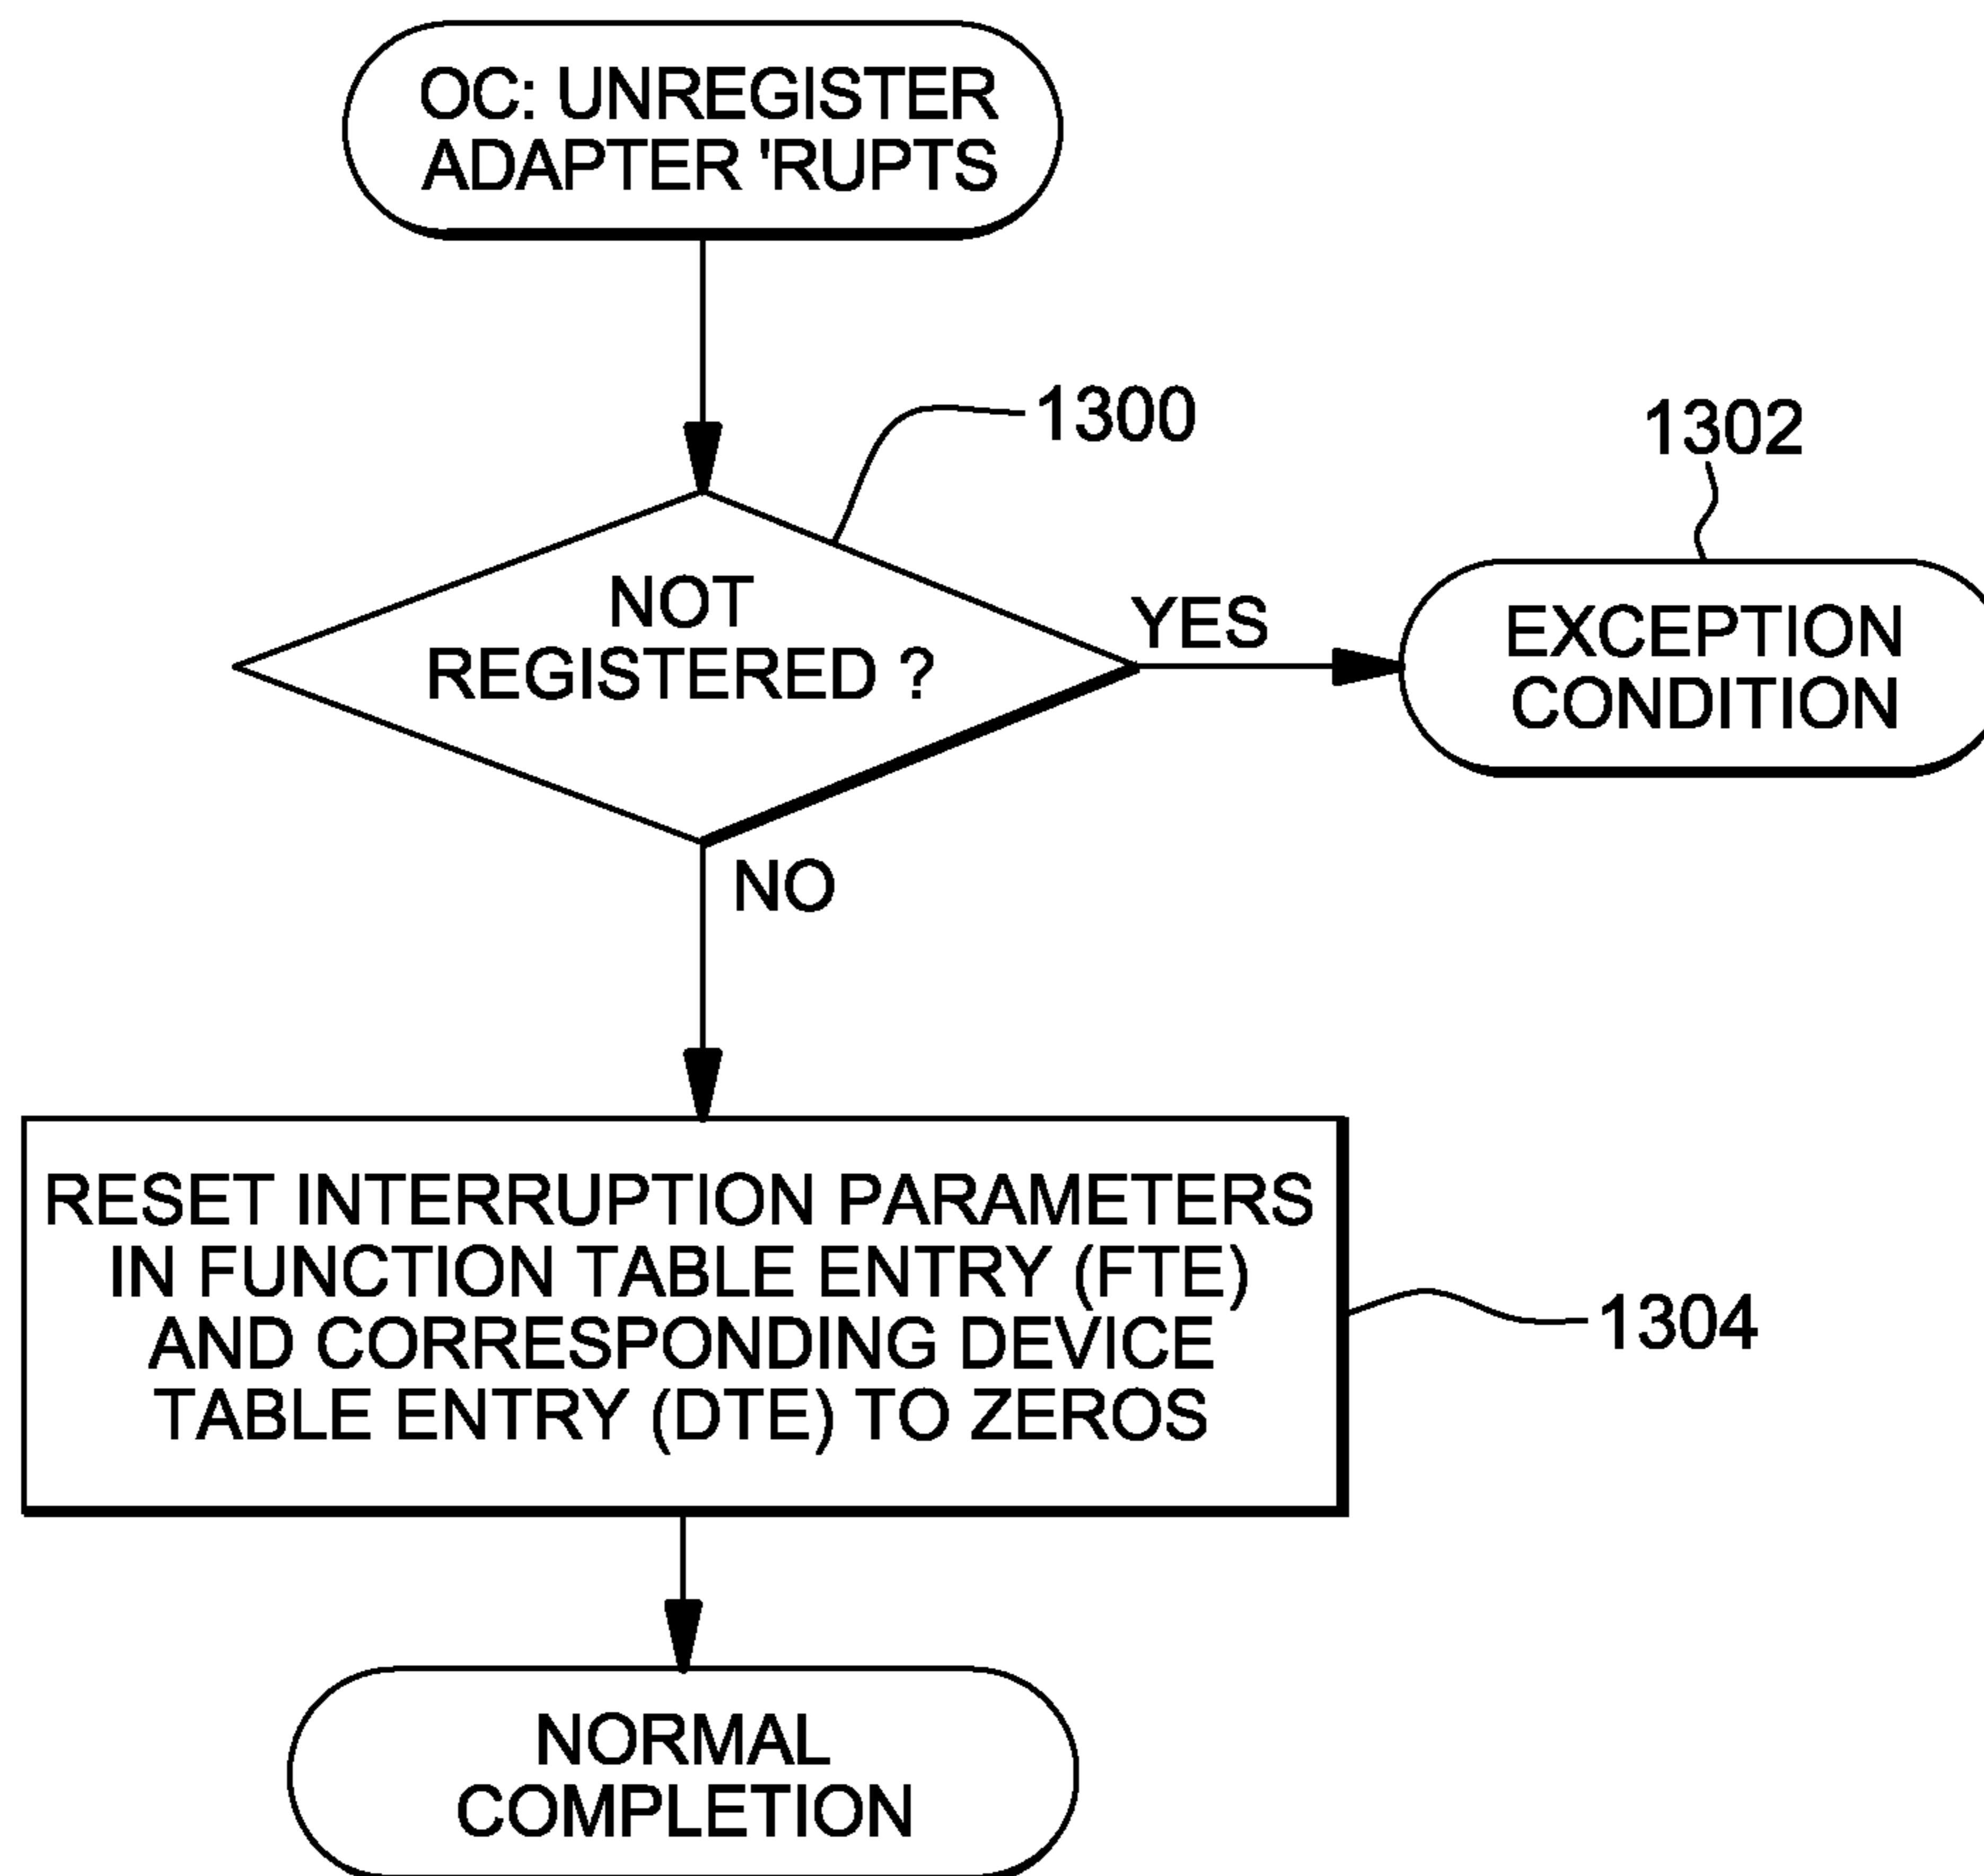 OC: UNREGISTER
ADAPTER 'RUPTS
1300
1302
NOT
REGISTERED ?
YES
EXCEPTION
CONDITION
NO
RESET INTERRUPTION PARAMETERS
IN FUNCTION TABLE ENTRY (FTE)
AND CORRESPONDING DEVICE
TABLE ENTRY (DTE) TO ZEROS
1304
NORMAL
COMPLETION